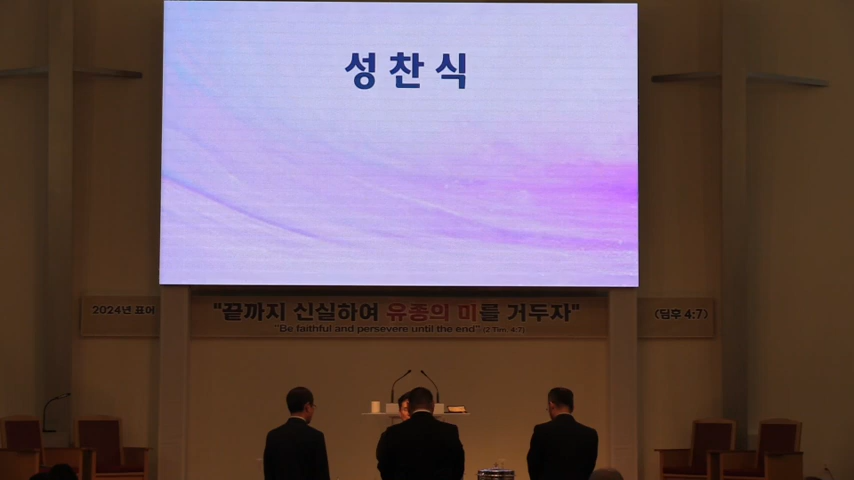 성찬식
2024년 표어
"끝까지 신실하여 유종의 미를 거두자"
(딤후 4:7)
"Be faithful and persevere until the end" (2 Tim. 4:7)